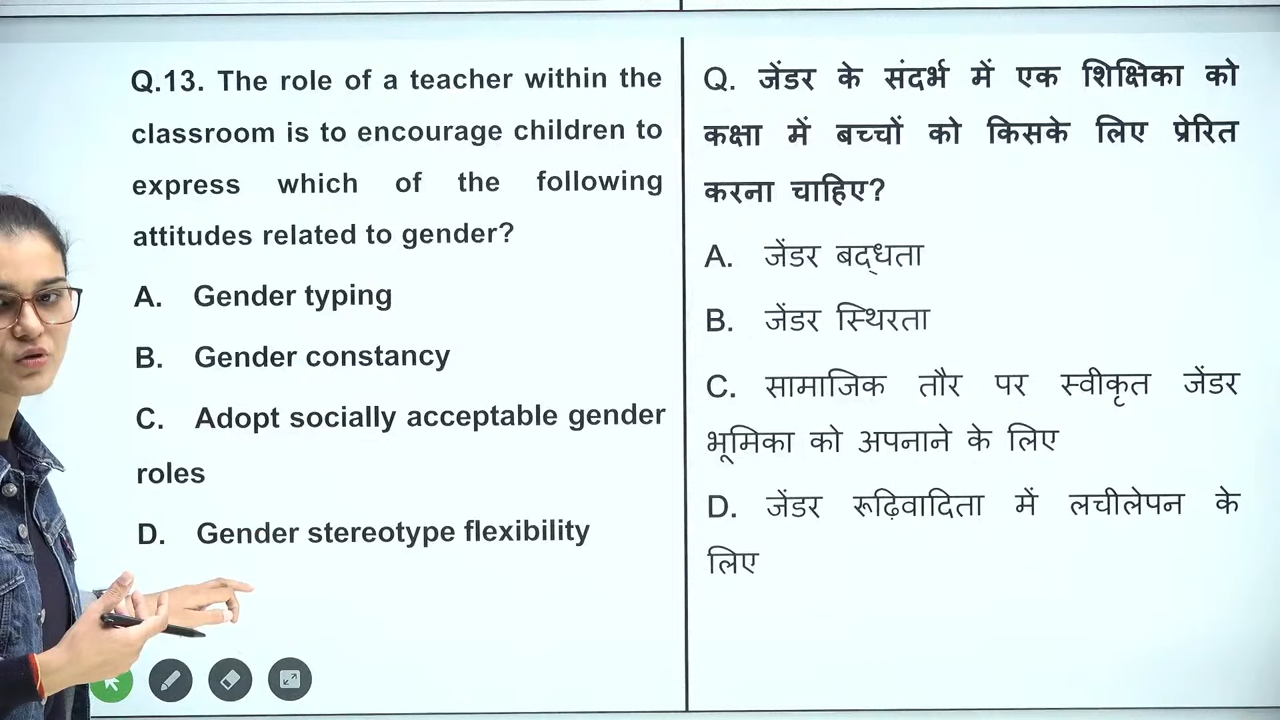 Q.13. The role of a teacher within the
classroom is to encourage children to
express which of the following
attitudes related to gender?
A. Gender typing
B. Gender constancy
C. Adopt socially acceptable gender
roles
D. Gender stereotype flexibility
Q. जेंडर के संदर्भ में एक शिक्षिका को
कक्षा में बच्चों को किसके लिए प्रेरित
करना चाहिए?
A. जेंडर बद्धता
B. जेंडर स्थिरता
C. सामाजिक तौर पर स्वीकृत जेंडर
भूमिका को अपनाने के लिए
D. जेंडर रूढ़िवादिता में लचीलेपन के
लिए